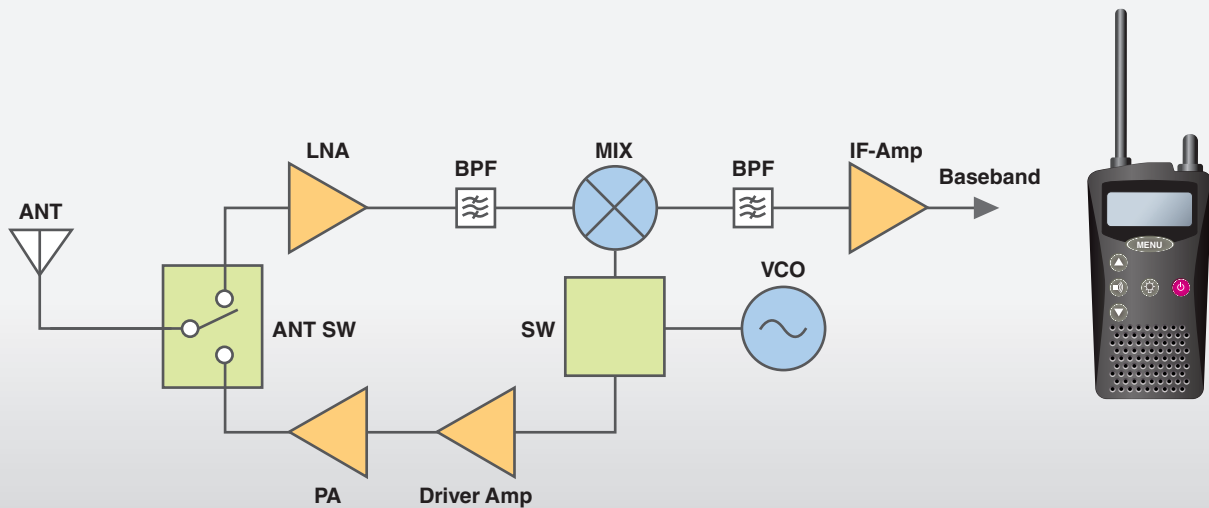 LNA
BPF
MIX
BPF
IF-Amp
Baseband
ANT
MENU
VCO
ANT SW
SW
PA
Driver Amp